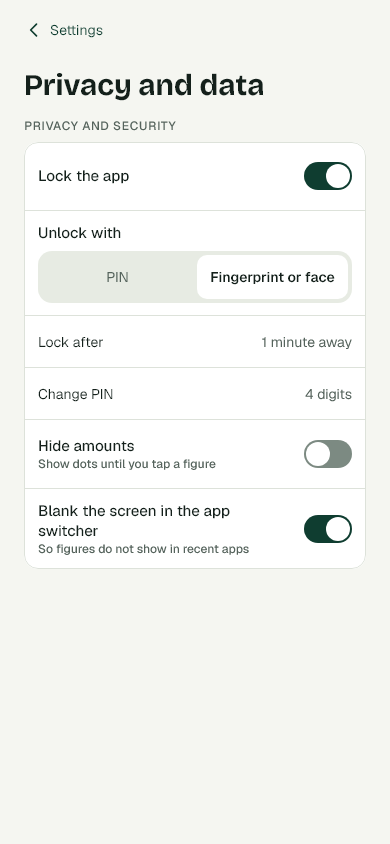 Settings
Privacy and data
PRIVACY AND SECURITY
Lock the app
Unlock with
PIN
Fingerprint or face
Lock after
1 minute away
Change PIN
4 digits
Hide amounts
Show dots until you tap a figure
Blank the screen in the app
switcher
So figures do not show in recent apps